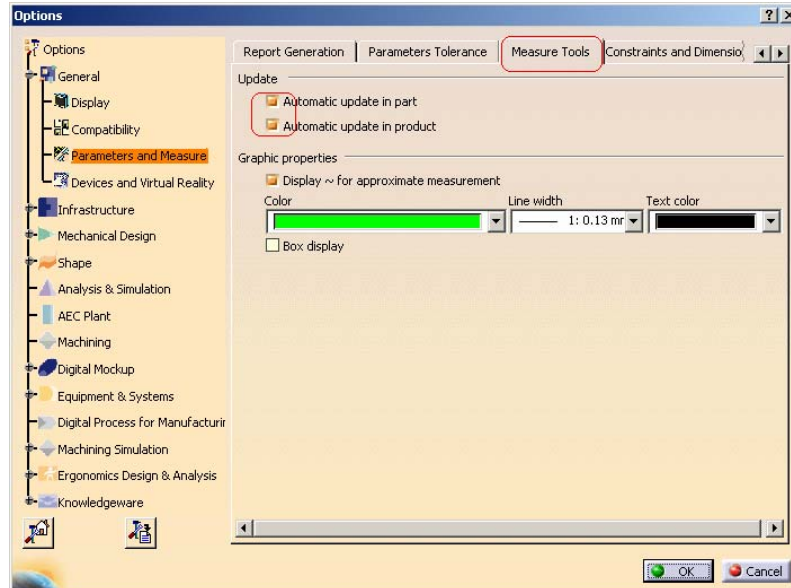 Options
Options
General
Display
Compatibility
Parameters and Measure
Devices and Virtual Reality
Infrastructure
Mechanical Design
Shape
Analysis & Simulation
AEC Plant
Machining
Digital Mockup
Equipment & Systems
Digital Process for Manufacturin
Machining Simulation
Ergonomics Design & Analysis
Knowledgeware
Report Generation
Parameters Tolerance
Measure Tools
Constraints and Dimensio
Update
Automatic update in part
Automatic update in product
Graphic properties
Display ~ for approximate measurement
Color
Line width
Text color
1: 0.13 mr
Box display
OK
Cancel